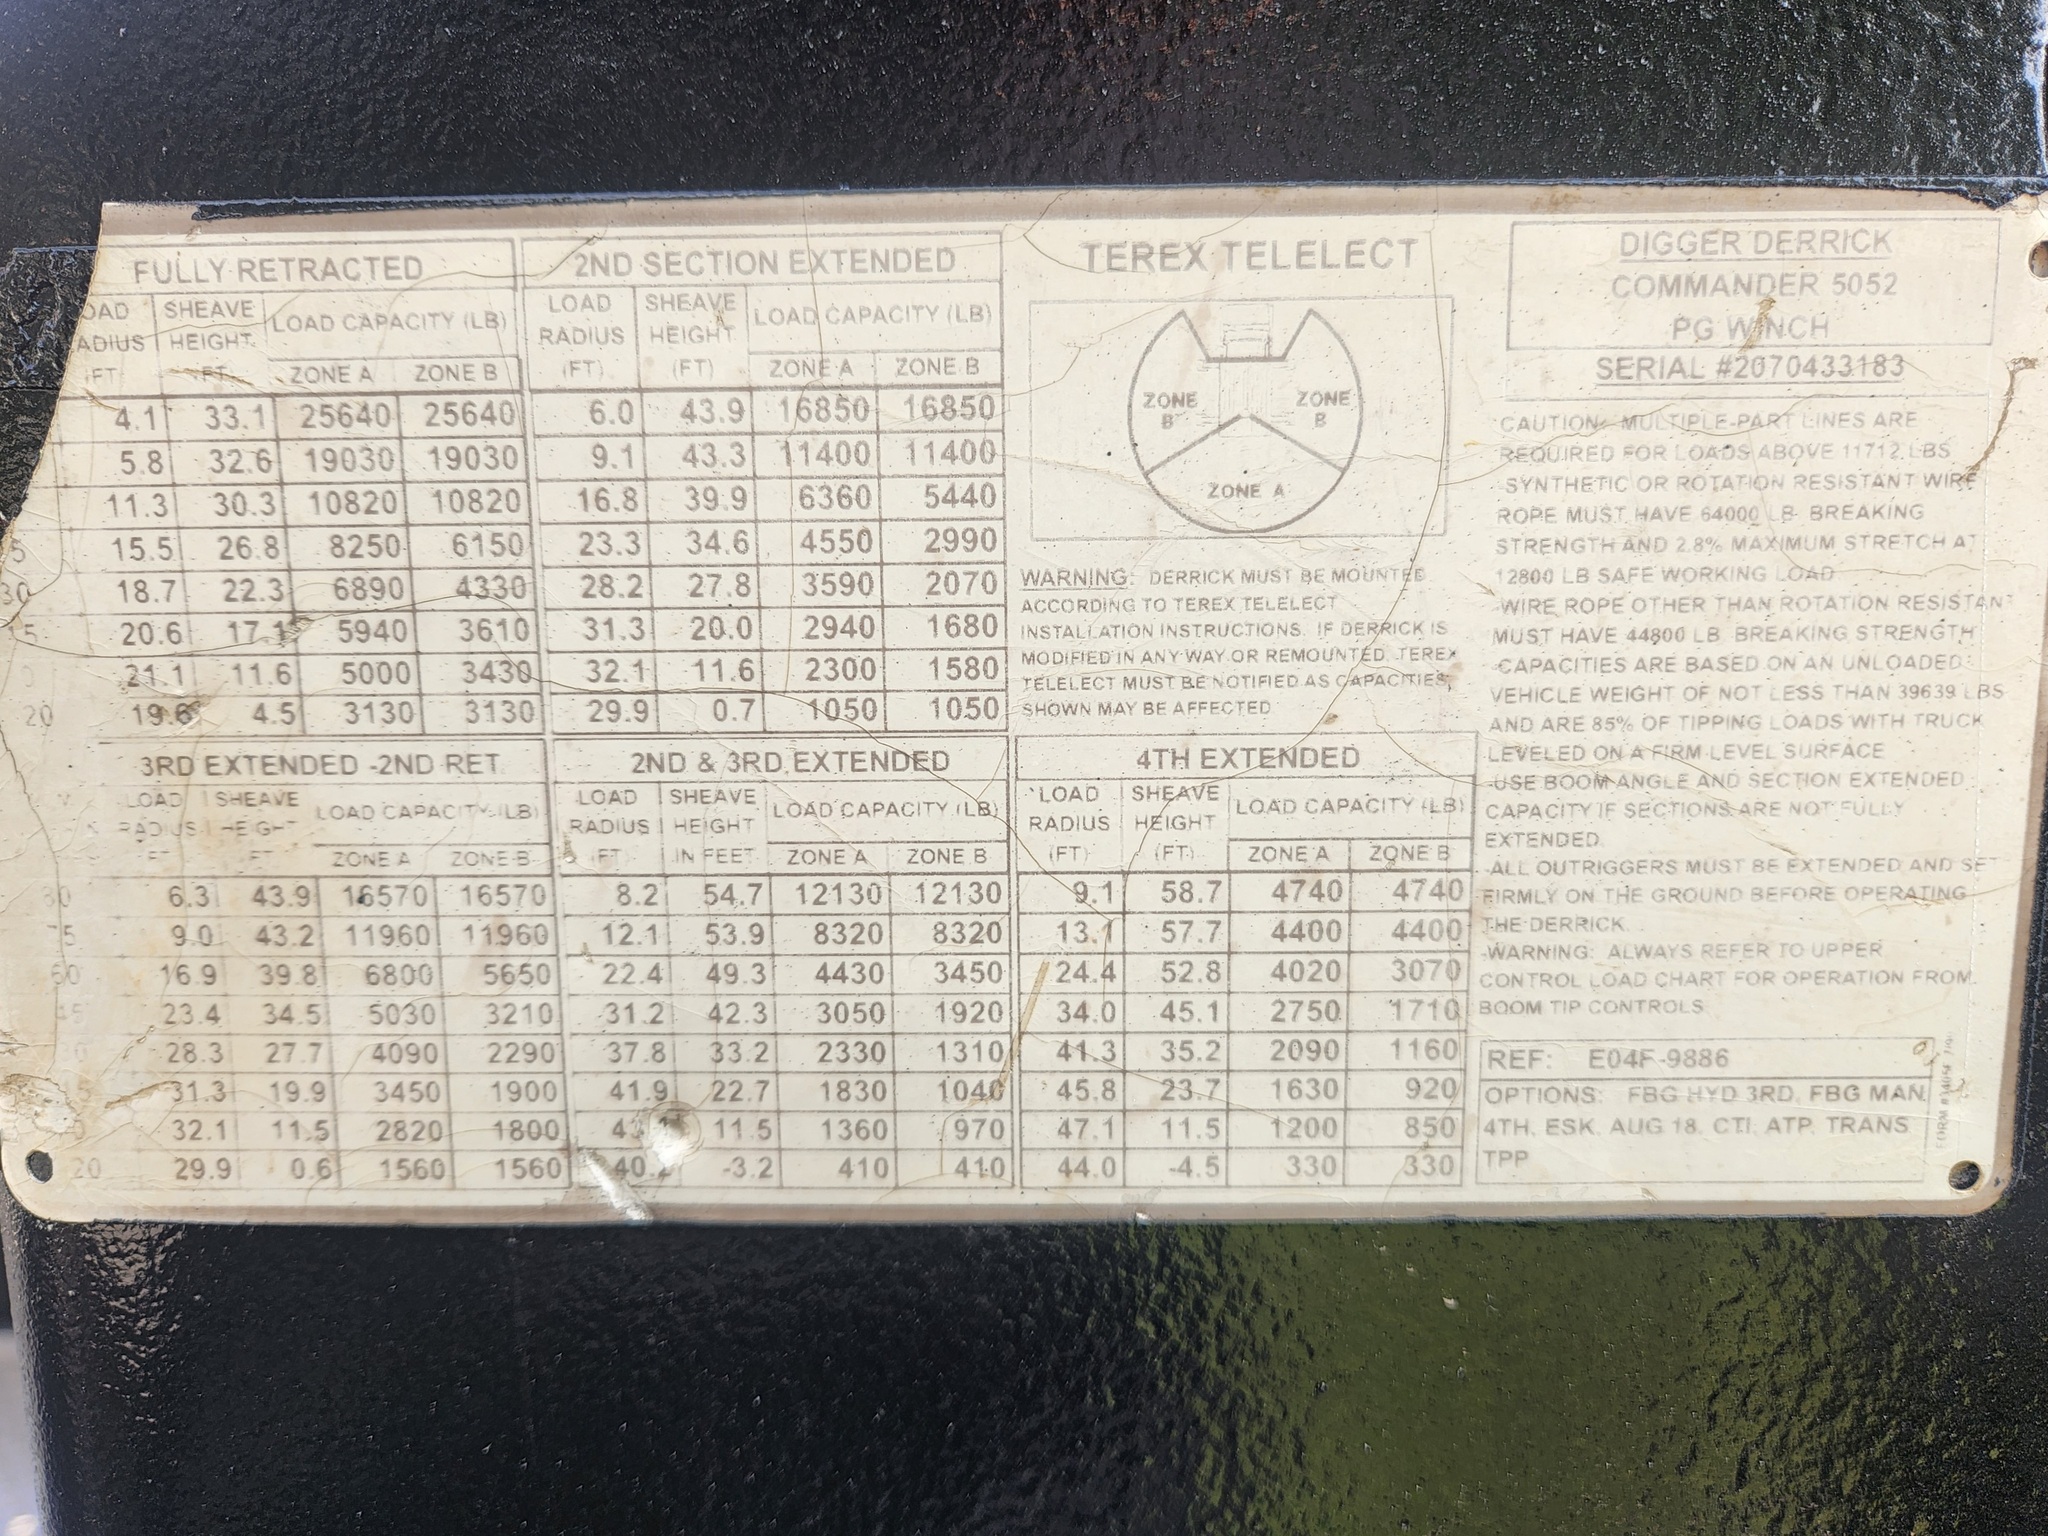 FULLY RETRACTED
SHEAVE
HEIGHT LOAD CAPACITY (LB)
ZONE A ZONE B
4.1 33.1 25640 25640
5.8 32.6 19030 19030
11.3 30.3 10820 10820
15.5 26.8 8250 6150
30 18.7 22.3 6890 4330
20.6 17.1 5940 3610
21.1 11.6 5000 3430
20 19.6 4.5 3130 3130
2ND SECTION EXTENDED
LOAD SHEAVE
RADIUS HEIGHT LOAD CAPACITY (LB)
(FT) (FT) ZONE A ZONE B
6.0 43.9 16850 16850
9.1 43.3 11400 11400
16.8 39.9 6360 5440
23.3 34.6 4550 2990
28.2 27.8 3590 2070
31.3 20.0 2940 1680
32.1 11.6 2300 1580
29.9 0.7 1050 1050
TEREX TELELECT
ZONE B
ZONE B
ZONE A
WARNING: DERRICK MUST BE MOUNTED
ACCORDING TO TEREX TELELECT
INSTALLATION INSTRUCTIONS. IF DERRICK IS
MODIFIED IN ANY WAY OR REMOUNTED, TEREX
TELELECT MUST BE NOTIFIED AS CAPACITIES
SHOWN MAY BE AFFECTED
DIGGER DERRICK
COMMANDER 5052
PG WINCH
SERIAL #2070433183
CAUTION: MULTIPLE-PART LINES ARE
REQUIRED FOR LOADS ABOVE 11712 LBS
-SYNTHETIC OR ROTATION RESISTANT WIRE
ROPE MUST HAVE 64000 LB BREAKING
STRENGTH AND 2.8% MAXIMUM STRETCH AT
12800 LB SAFE WORKING LOAD
-WIRE ROPE OTHER THAN ROTATION RESISTANT
MUST HAVE 44800 LB BREAKING STRENGTH
-CAPACITIES ARE BASED ON AN UNLOADED
VEHICLE WEIGHT OF NOT LESS THAN 39639 LBS
AND ARE 85% OF TIPPING LOADS WITH TRUCK
LEVELED ON A FIRM LEVEL SURFACE
-USE BOOM ANGLE AND SECTION EXTENDED
CAPACITY IF SECTIONS ARE NOT FULLY
EXTENDED.
-ALL OUTRIGGERS MUST BE EXTENDED AND SET
FIRMLY ON THE GROUND BEFORE OPERATING
THE DERRICK.
-WARNING: ALWAYS REFER TO UPPER
CONTROL LOAD CHART FOR OPERATION FROM
BOOM TIP CONTROLS
3RD EXTENDED -2ND RET.
LOAD SHEAVE
RADIUS HEIGHT LOAD CAPACITY (LB)
FT FT ZONE A ZONE B
80 6.3 43.9 16570 16570
75 9.0 43.2 11960 11960
60 16.9 39.8 6800 5650
45 23.4 34.5 5030 3210
28.3 27.7 4090 2290
31.3 19.9 3450 1900
32.1 11.5 2820 1800
20 29.9 0.6 1560 1560
2ND & 3RD EXTENDED
LOAD SHEAVE
RADIUS HEIGHT LOAD CAPACITY (LB)
(FT) IN FEET ZONE A ZONE B
8.2 54.7 12130 12130
12.1 53.9 8320 8320
22.4 49.3 4430 3450
31.2 42.3 3050 1920
37.8 33.2 2330 1310
41.9 22.7 1830 1040
11.5 1360 970
-3.2 410 410
4TH EXTENDED
LOAD SHEAVE
RADIUS HEIGHT LOAD CAPACITY (LB)
(FT) (FT) ZONE A ZONE B
9.1 58.7 4740 4740
13.1 57.7 4400 4400
24.4 52.8 4020 3070
34.0 45.1 2750 1710
41.3 35.2 2090 1160
45.8 23.7 1630 920
47.1 11.5 1200 850
44.0 -4.5 330 330
REF: E04F-9886
OPTIONS: FBG HYD 3RD, FBG MAN
4TH, ESK, AUG 18, CTI, ATP, TRANS
TPP